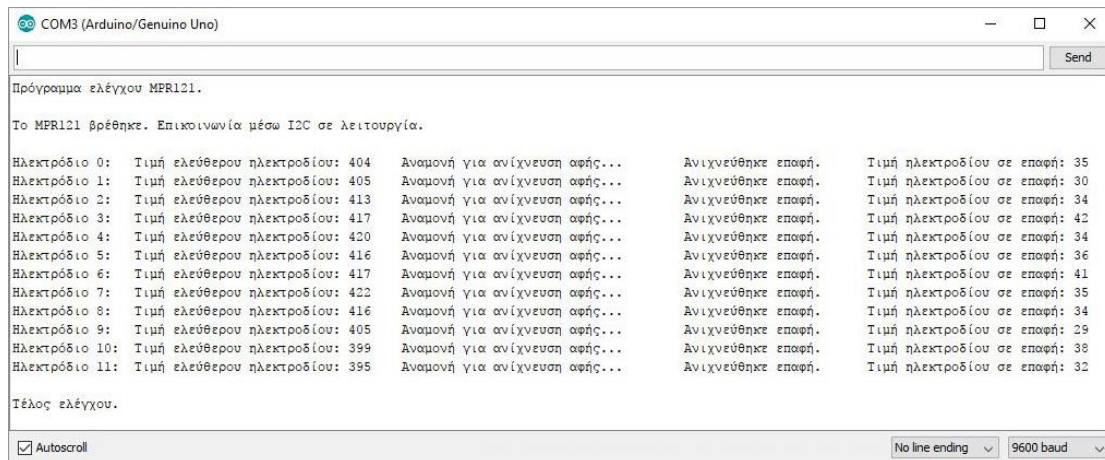 COM3 (Arduino/Genuino Uno)
Send
Πρόγραμμα ελέγχου MPR121.
Το MPR121 βρέθηκε. Επικοινωνία μέσω I2C σε λειτουργία.
Ηλεκτρόδιο 0: Τιμή ελεύθερου ηλεκτροδίου: 404 Αναμονή για ανίχνευση αφής... Ανιχνεύθηκε επαφή. Τιμή ηλεκτροδίου σε επαφή: 35
Ηλεκτρόδιο 1: Τιμή ελεύθερου ηλεκτροδίου: 405 Αναμονή για ανίχνευση αφής... Ανιχνεύθηκε επαφή. Τιμή ηλεκτροδίου σε επαφή: 30
Ηλεκτρόδιο 2: Τιμή ελεύθερου ηλεκτροδίου: 413 Αναμονή για ανίχνευση αφής... Ανιχνεύθηκε επαφή. Τιμή ηλεκτροδίου σε επαφή: 34
Ηλεκτρόδιο 3: Τιμή ελεύθερου ηλεκτροδίου: 417 Αναμονή για ανίχνευση αφής... Ανιχνεύθηκε επαφή. Τιμή ηλεκτροδίου σε επαφή: 42
Ηλεκτρόδιο 4: Τιμή ελεύθερου ηλεκτροδίου: 420 Αναμονή για ανίχνευση αφής... Ανιχνεύθηκε επαφή. Τιμή ηλεκτροδίου σε επαφή: 34
Ηλεκτρόδιο 5: Τιμή ελεύθερου ηλεκτροδίου: 416 Αναμονή για ανίχνευση αφής... Ανιχνεύθηκε επαφή. Τιμή ηλεκτροδίου σε επαφή: 36
Ηλεκτρόδιο 6: Τιμή ελεύθερου ηλεκτροδίου: 417 Αναμονή για ανίχνευση αφής... Ανιχνεύθηκε επαφή. Τιμή ηλεκτροδίου σε επαφή: 41
Ηλεκτρόδιο 7: Τιμή ελεύθερου ηλεκτροδίου: 422 Αναμονή για ανίχνευση αφής... Ανιχνεύθηκε επαφή. Τιμή ηλεκτροδίου σε επαφή: 35
Ηλεκτρόδιο 8: Τιμή ελεύθερου ηλεκτροδίου: 416 Αναμονή για ανίχνευση αφής... Ανιχνεύθηκε επαφή. Τιμή ηλεκτροδίου σε επαφή: 34
Ηλεκτρόδιο 9: Τιμή ελεύθερου ηλεκτροδίου: 405 Αναμονή για ανίχνευση αφής... Ανιχνεύθηκε επαφή. Τιμή ηλεκτροδίου σε επαφή: 29
Ηλεκτρόδιο 10: Τιμή ελεύθερου ηλεκτροδίου: 399 Αναμονή για ανίχνευση αφής... Ανιχνεύθηκε επαφή. Τιμή ηλεκτροδίου σε επαφή: 38
Ηλεκτρόδιο 11: Τιμή ελεύθερου ηλεκτροδίου: 395 Αναμονή για ανίχνευση αφής... Ανιχνεύθηκε επαφή. Τιμή ηλεκτροδίου σε επαφή: 32
Τέλος ελέγχου.
Autoscroll No line ending 9600 baud